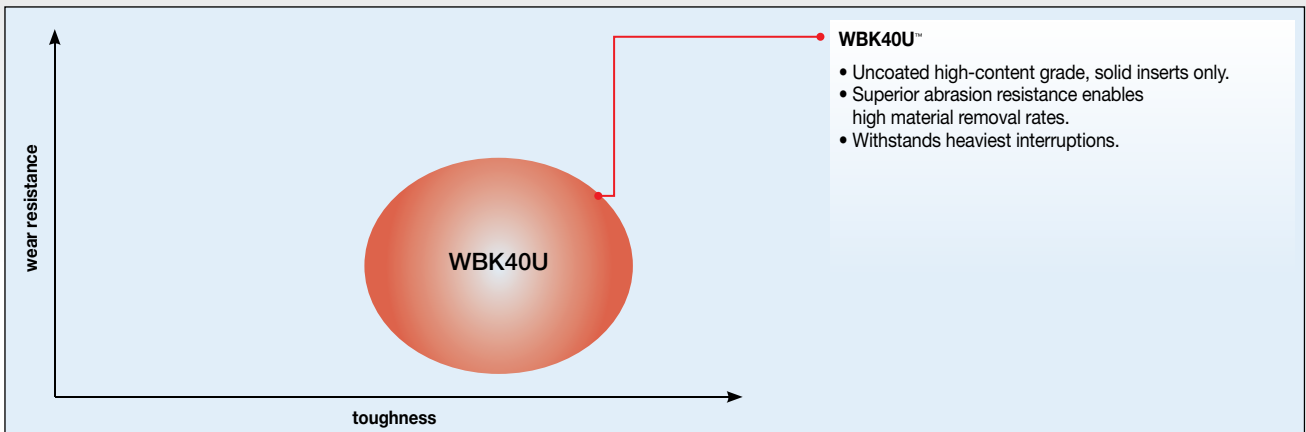 WBK40U™
• Uncoated high-content grade, solid inserts only.
• Superior abrasion resistance enables
high material removal rates.
• Withstands heaviest interruptions.
wear resistance
WBK40U
toughness